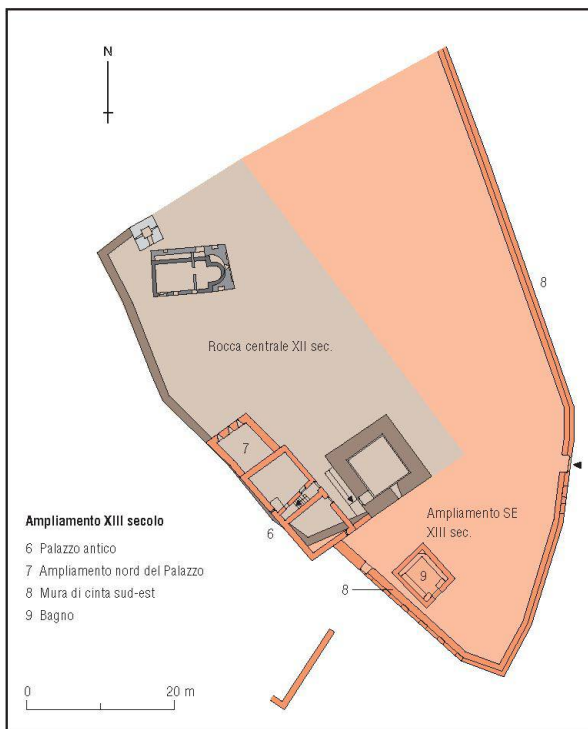 N
8
Rocca centrale XII sec.
7
Ampliamento SE
XIII sec.
6
9
8
Ampliamento XIII secolo
6 Palazzo antico
7 Ampliamento nord del Palazzo
8 Mura di cinta sud-est
9 Bagno
0 20 m